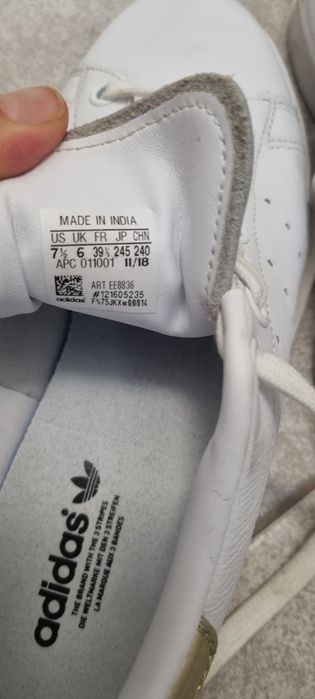 MADE IN INDIA
US UK FR JP CHN
7½ 6 39⅓ 245 240
APC 011001 11/18
ART EE8836
#121605235
adidas
adidas
THE BRAND WITH THE 3 STRIPES
DIE WELTMARKE MIT DEN 3 STREIFEN
LA MARQUE AUX 3 BANDES